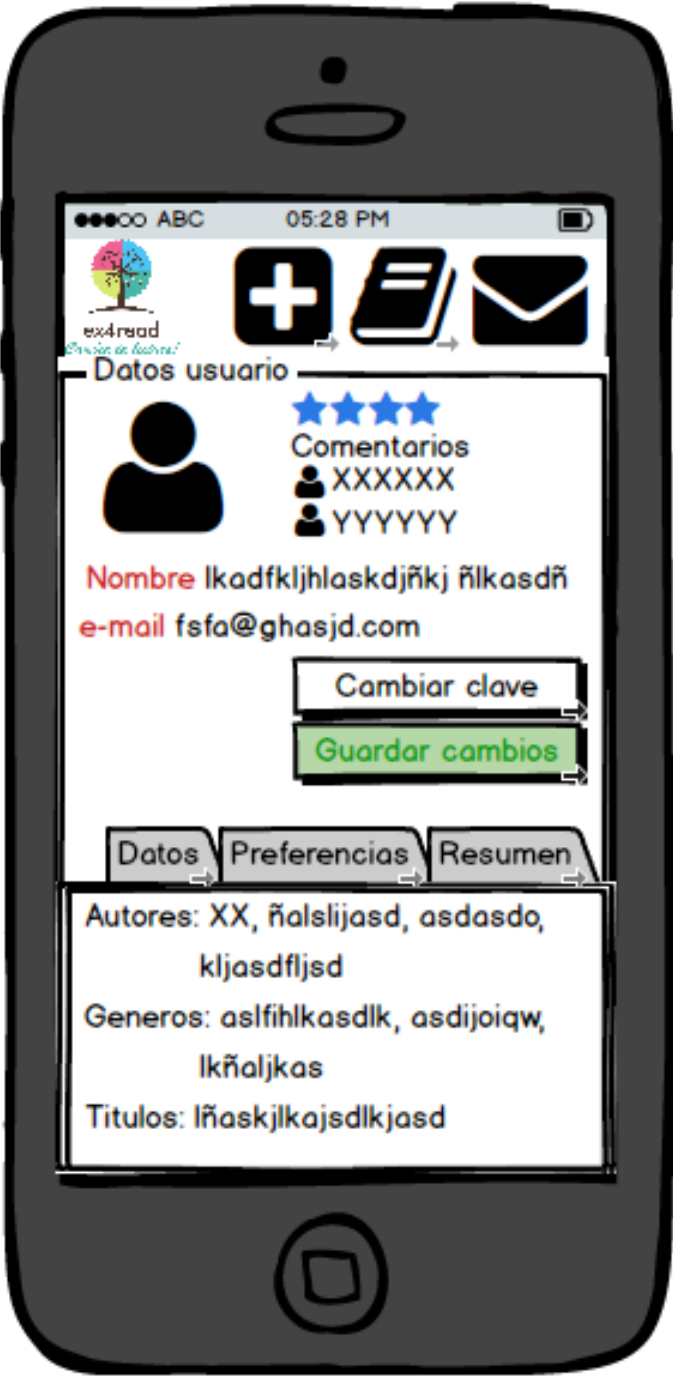 ABC 05:28 PM
ex4read
Datos usuario
Comentarios
XXXXXX
YYYYYY
Nombre lkadfkljhlaskdjñkj ñlkasdñ
e-mail fsfa@ghasjd.com
Cambiar clave
Guardar cambios
Datos Preferencias Resumen
Autores: XX, ñalslijasd, asdasdo,
kljasdfljsd
Generos: aslfihlkasdlk, asdijoiqw,
lkñaljkas
Titulos: lñaskjlkajsdlkjasd